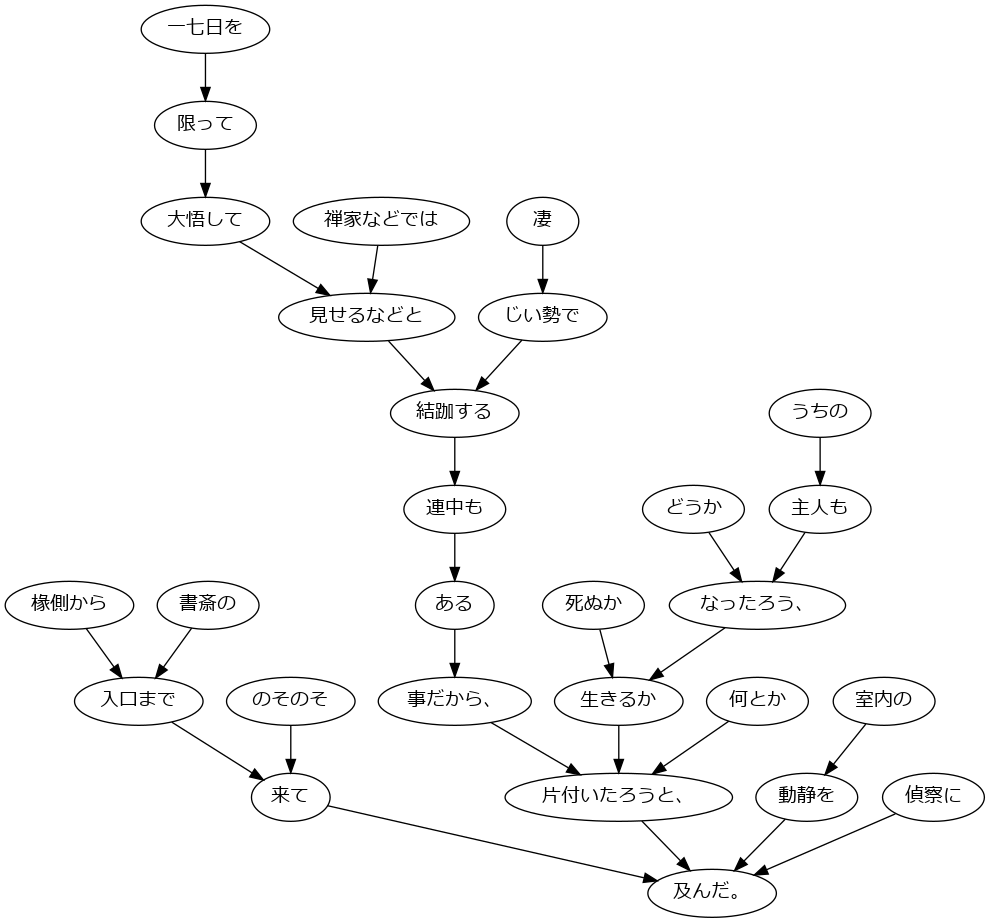 一七日を
限って
大悟して
禅家などでは
凄
見せるなどと
じい勢で
結跏する
うちの
連中も
どうか
主人も
椽側から
書斎の
ある
死ぬか
なったろう、
入口まで
のそのそ
事だから、
生きるか
何とか
室内の
来て
片付いたろうと、
動静を
偵察に
及んだ。